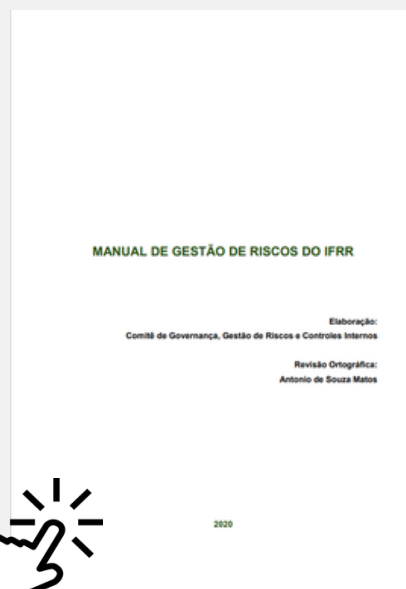 MANUAL DE GESTÃO DE RISCOS DO IFRR
Elaboração:
Comitê de Governança, Gestão de Riscos e Controles Internos
Revisão Ortográfica:
Antonio de Souza Matos
2020